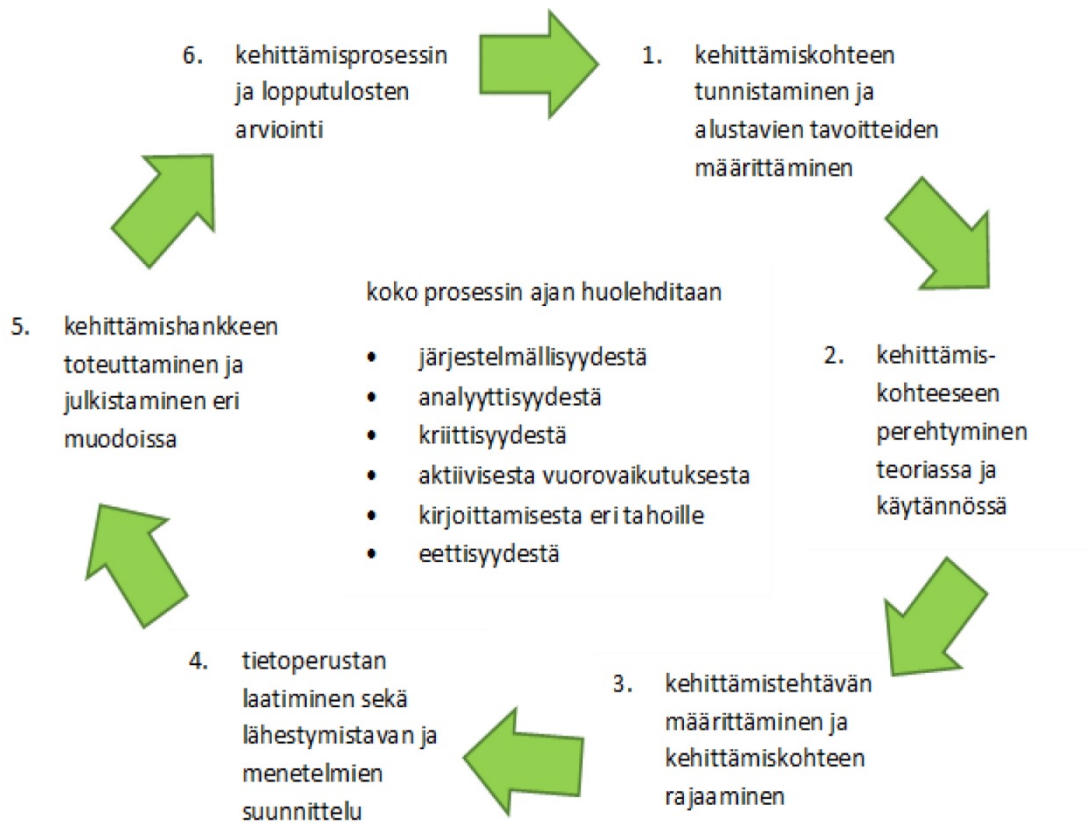 1. kehittämiskohteen
tunnistaminen ja
alustavien tavoitteiden
määrittäminen
2. kehittämis-
kohteeseen
perehtyminen
teoriassa ja
käytännössä
3. kehittämistehtävän
määrittäminen ja
kehittämiskohteen
rajaaminen
4. tietoperustan
laatiminen sekä
lähestymistavan ja
menetelmien
suunnittelu
5. kehittämishankkeen
toteuttaminen ja
julkistaminen eri
muodoissa
6. kehittämisprosessin
ja lopputulosten
arviointi
koko prosessin ajan huolehditaan
• järjestelmällisyydestä
• analyyttisyydestä
• kriittisyydestä
• aktiivisesta vuorovaikutuksesta
• kirjoittamisesta eri tahoille
• eettisyydestä